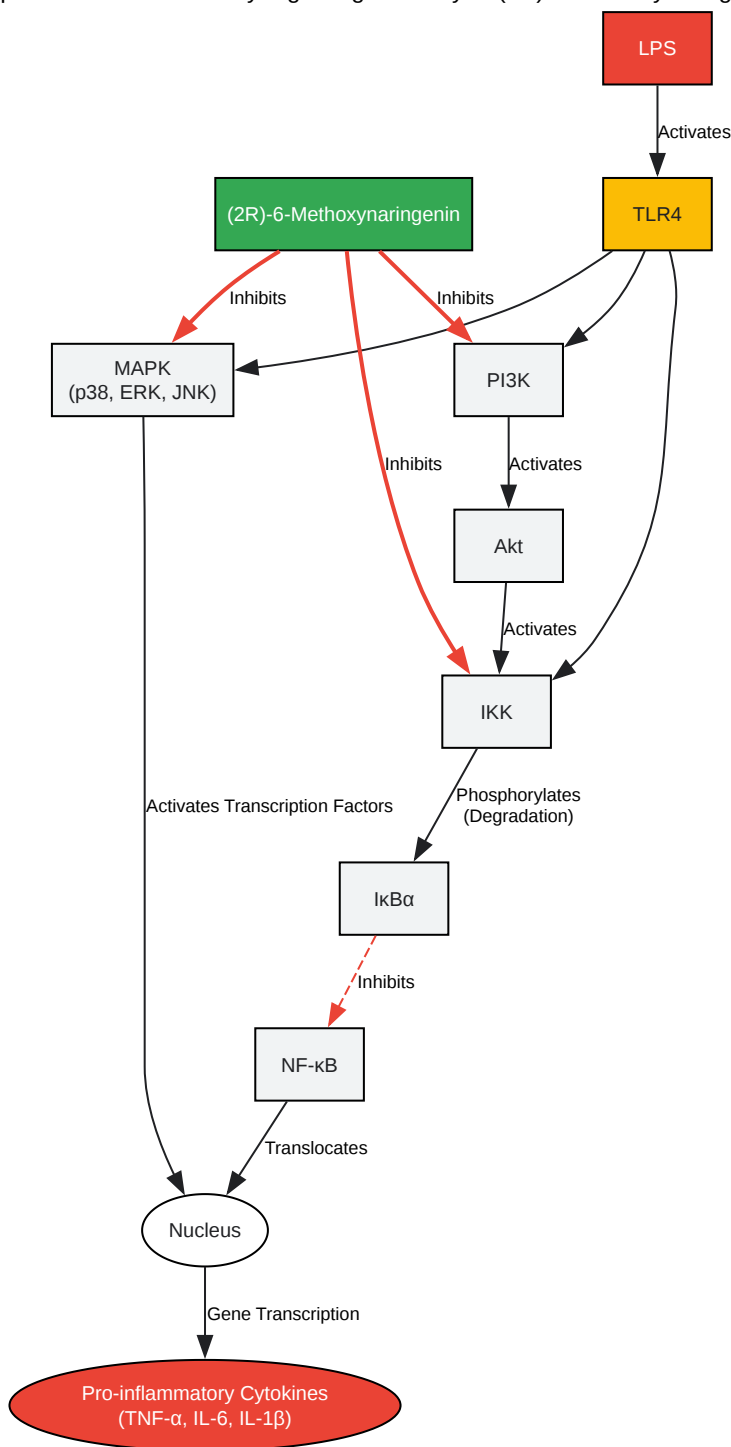 LPS
Activates
(2R)-6-Methoxynaringenin
TLR4
Inhibits
Inhibits
MAPK
(p38, ERK, JNK)
PI3K
Inhibits
Activates
Akt
Activates
IKK
Phosphorylates
(Degradation)
Activates Transcription Factors
IκBα
Inhibits
NF-κB
Translocates
Nucleus
Gene Transcription
Pro-inflammatory Cytokines
(TNF-α, IL-6, IL-1β)